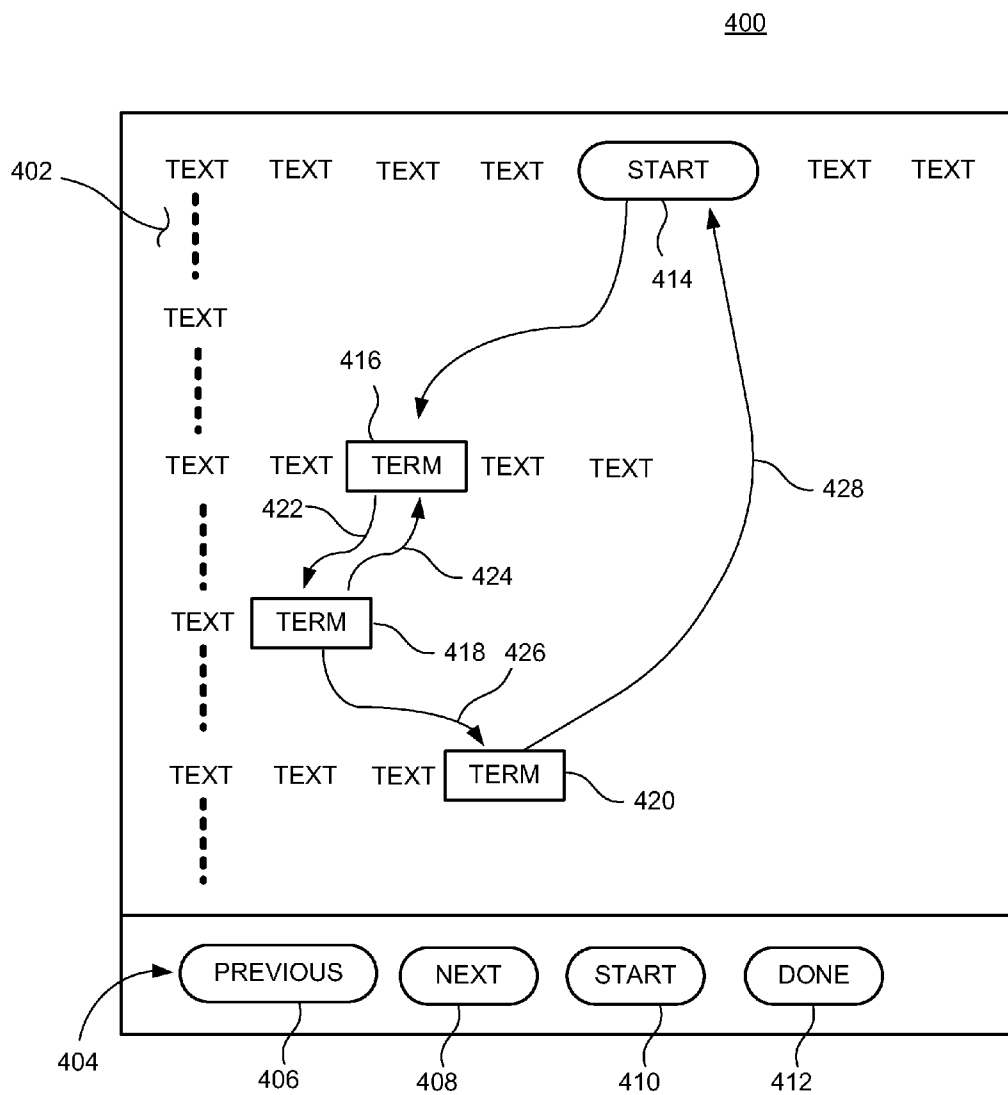 400
402
TEXT TEXT TEXT TEXT START TEXT TEXT
414
TEXT
416
TEXT TEXT TERM TEXT TEXT
428
422
424
TEXT TERM
418 426
TEXT TEXT TEXT TERM
420
PREVIOUS NEXT START DONE
404
406 408 410 412